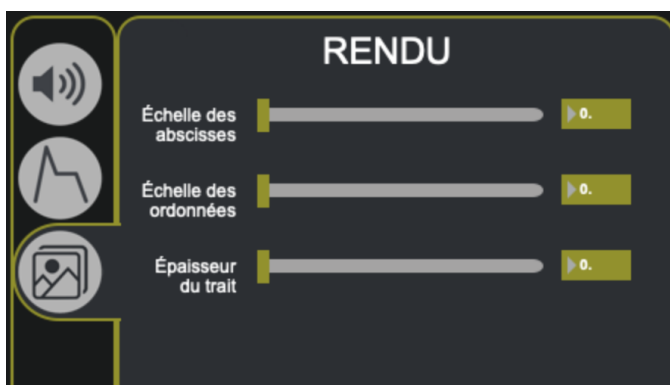 RENDU
Échelle des
abscisses
0.
Échelle des
ordonnées
0.
Épaisseur
du trait
0.